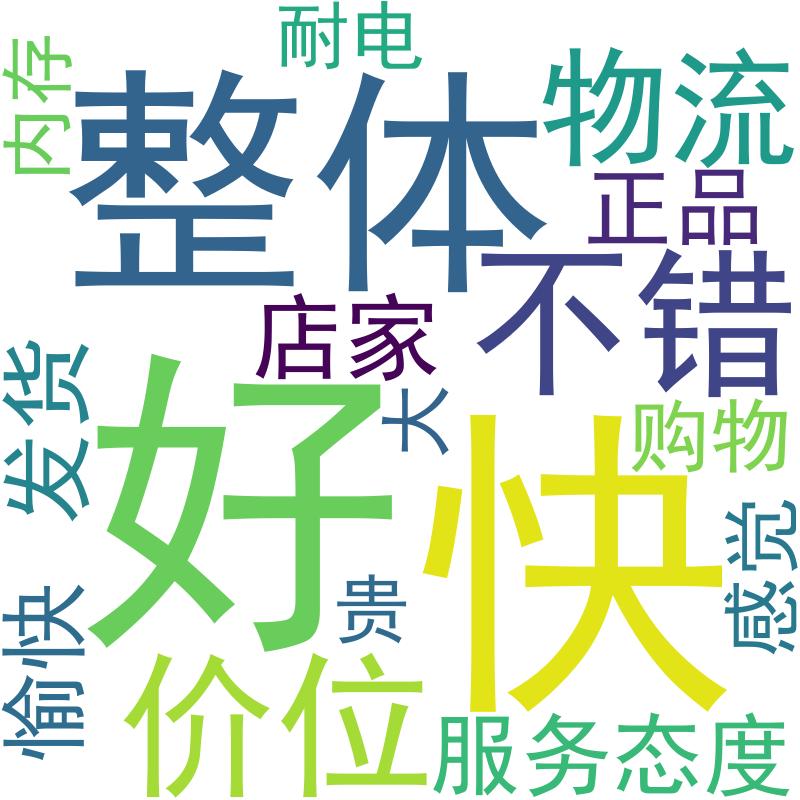 耐电
内存
整体
物流
正品
不错
店家
发货
好
大
快
购物
感觉
愉快
贵
价位
服务态度